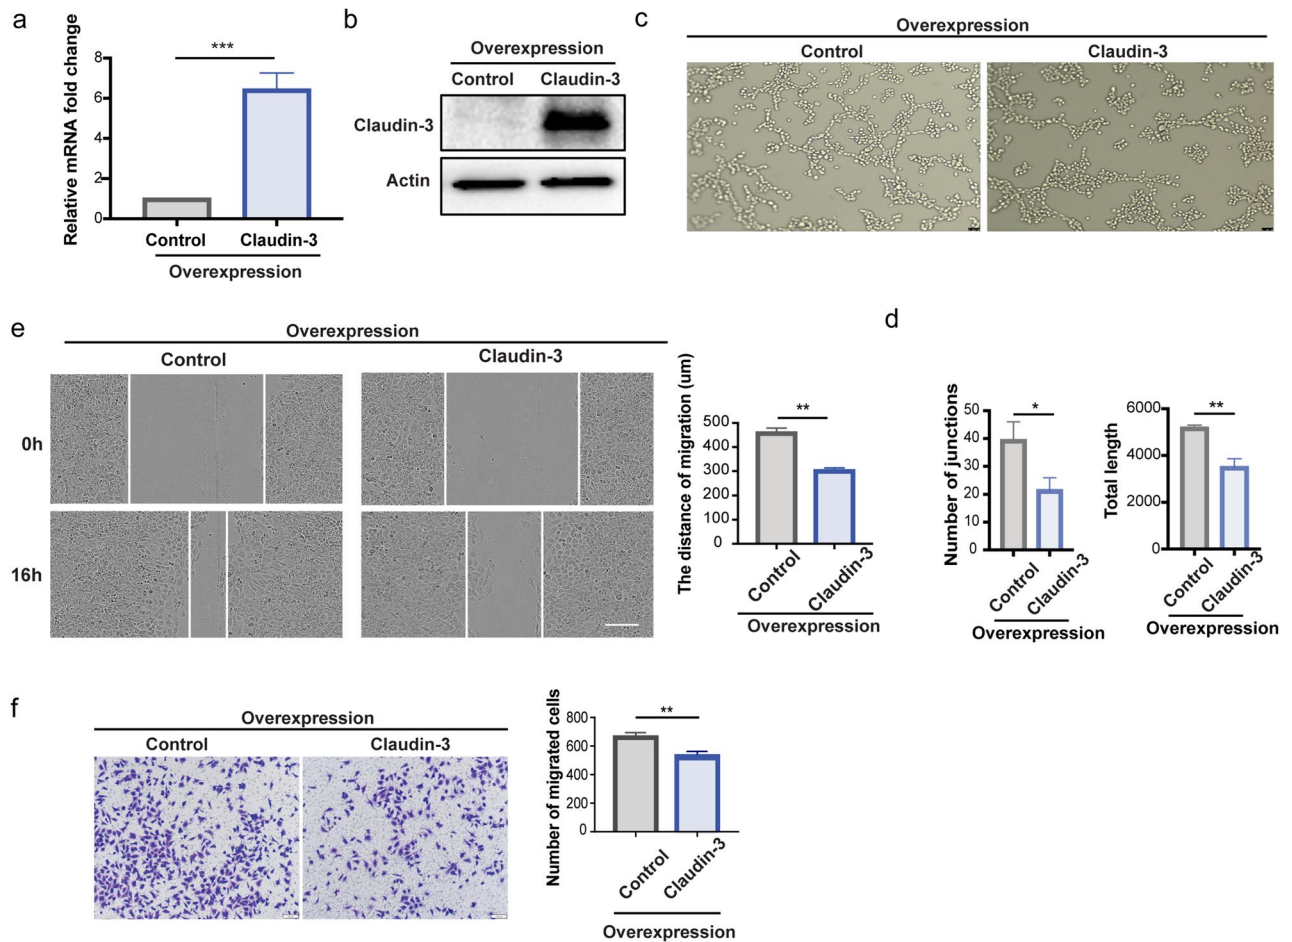 a
Relative mRNA fold change
8
6
4
2
0
***
Control Claudin-3
Overexpression
b
Overexpression
Control Claudin-3
Claudin-3
Actin
c
Overexpression
Control Claudin-3
e
Overexpression
Control Claudin-3
0h
16h
The distance of migration (um)
500
400
300
200
100
0
**
Control
Claudin-3
Overexpression
d
Number of junctions
50
40
30
20
10
0
*
Control
Claudin-3
Overexpression
Total length
6000
4000
2000
0
**
Control
Claudin-3
Overexpression
f
Overexpression
Control Claudin-3
Number of migrated cells
800
600
400
200
0
**
Control
Claudin-3
Overexpression